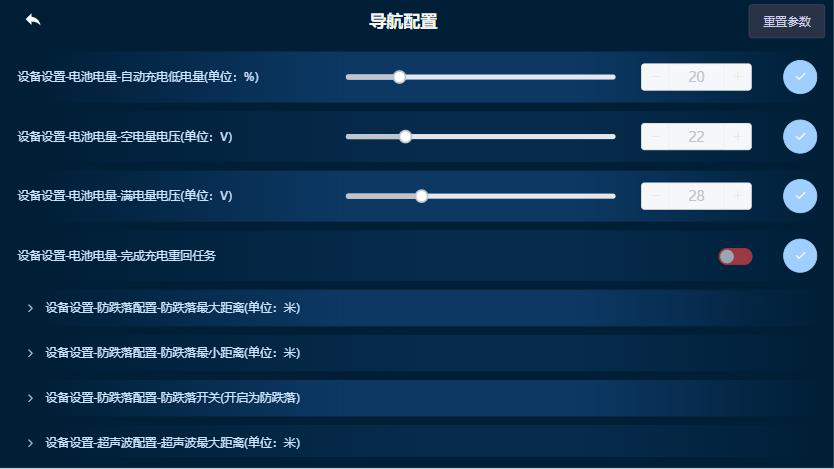 导航配置
重置参数
设备设置-电池电量-自动充电低电量(单位：%)
20
设备设置-电池电量-空电量电压(单位：V)
22
设备设置-电池电量-满电量电压(单位：V)
28
设备设置-电池电量-完成充电重回任务
设备设置-防跌落配置-防跌落最大距离(单位：米)
设备设置-防跌落配置-防跌落最小距离(单位：米)
设备设置-防跌落配置-防跌落开关(开启为防跌落)
设备设置-超声波配置-超声波最大距离(单位：米)